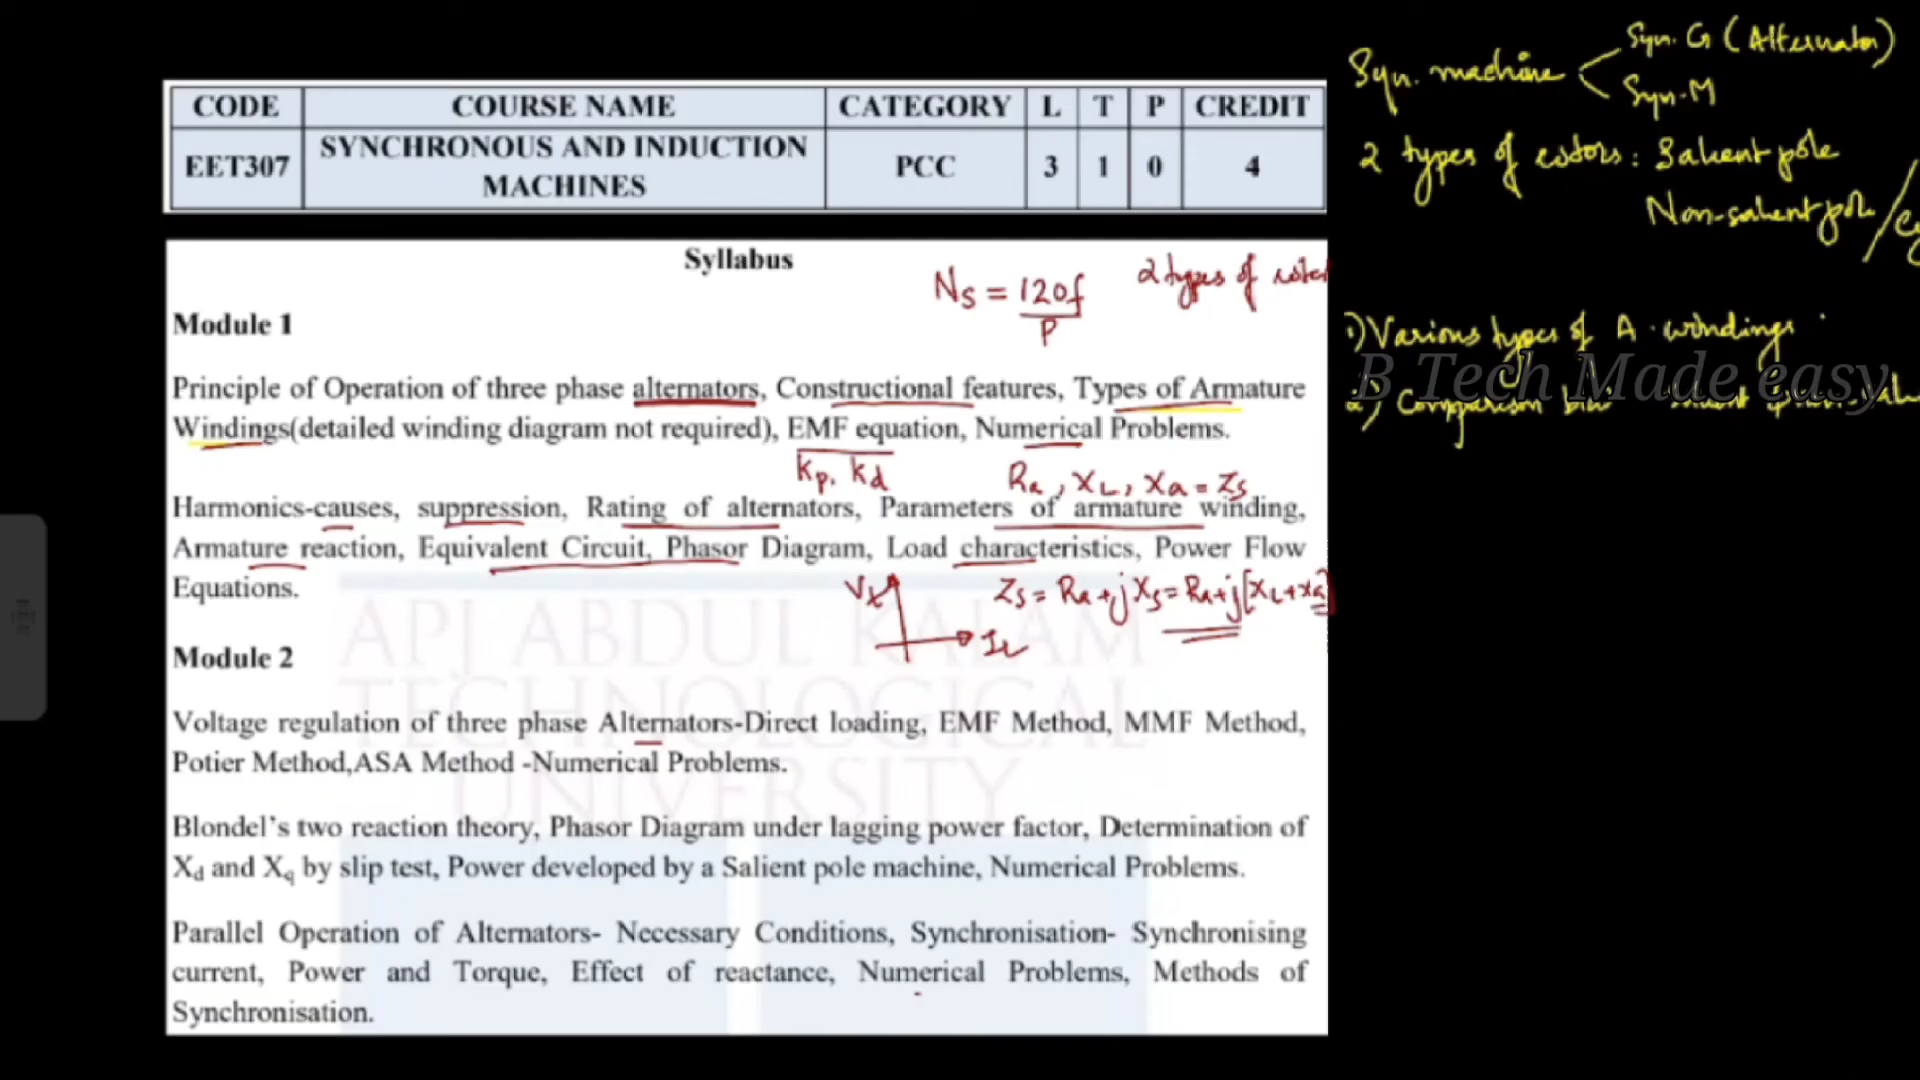 CODE COURSE NAME CATEGORY L T P CREDIT
EET307 SYNCHRONOUS AND INDUCTION MACHINES PCC 3 1 0 4
Syllabus
Ns = 120f
P
2 types of
Module 1
Principle of Operation of three phase alternators, Constructional features, Types of Armature
Windings(detailed winding diagram not required), EMF equation, Numerical Problems.
kp, kd
Ra, XL, Xa = Zs
Harmonics-causes, suppression, Rating of alternators, Parameters of armature winding,
Armature reaction, Equivalent Circuit, Phasor Diagram, Load characteristics, Power Flow
Equations.
Zs = Ra+jXs = Ra+j[XL+Xa]
Module 2
APJ ABDUL KALAM
TECHNOLOGICAL
UNIVERSITY
Voltage regulation of three phase Alternators-Direct loading, EMF Method, MMF Method,
Potier Method,ASA Method -Numerical Problems.
Blondel's two reaction theory, Phasor Diagram under lagging power factor, Determination of
Xd and Xq by slip test, Power developed by a Salient pole machine, Numerical Problems.
Parallel Operation of Alternators- Necessary Conditions, Synchronisation- Synchronising
current, Power and Torque, Effect of reactance, Numerical Problems, Methods of
Synchronisation.
Syn. machine
Syn. G (Alternator)
Syn. M
2 types of rotors: Salient pole
Non-salient pole /
1) Various types of A. windings
B Tech Made easy
2) Comparison btw salient